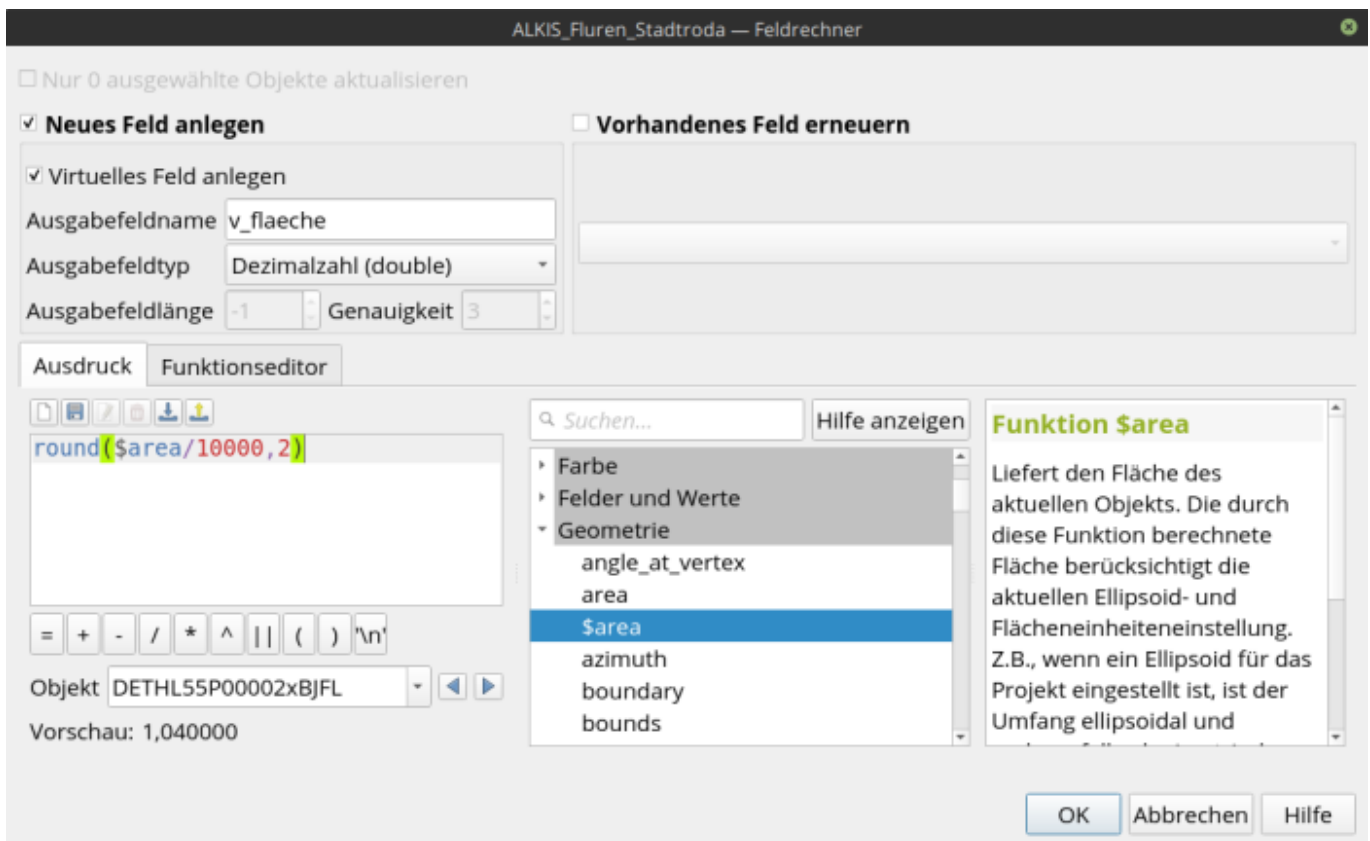 ALKIS_Fluren_Stadtroda — Feldrechner
Nur 0 ausgewählte Objekte aktualisieren
Neues Feld anlegen
Vorhandenes Feld erneuern
Virtuelles Feld anlegen
Ausgabefeldname v_flaeche
Ausgabefeldtyp Dezimalzahl (double)
Ausgabefeldlänge -1 Genauigkeit 3
Ausdruck Funktionseditor
round($area/10000,2)
= + - / * ^ || ( ) '\n'
Objekt DETHL55P00002xBJFL
Vorschau: 1,040000
Suchen... Hilfe anzeigen
Farbe
Felder und Werte
Geometrie
angle_at_vertex
area
$area
azimuth
boundary
bounds
Funktion $area
Liefert den Fläche des
aktuellen Objekts. Die durch
diese Funktion berechnete
Fläche berücksichtigt die
aktuellen Ellipsoid- und
Flächeneinheiteneinstellung.
Z.B., wenn ein Ellipsoid für das
Projekt eingestellt ist, ist der
Umfang ellipsoidal und
OK Abbrechen Hilfe